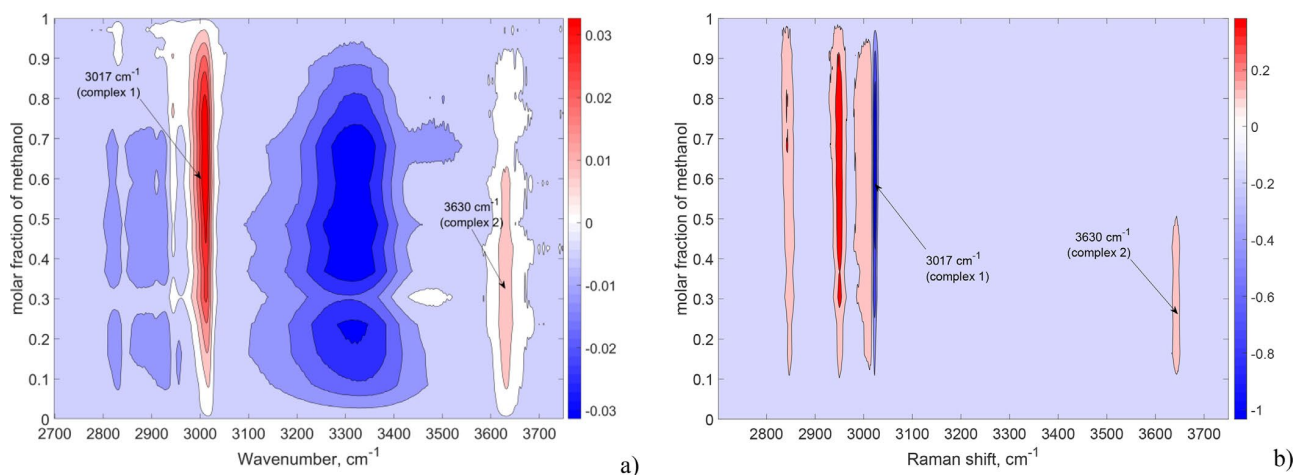 1
0.9
0.8
0.7
0.6
0.5
0.4
0.3
0.2
0.1
0
molar fraction of methanol
2700 2800 2900 3000 3100 3200 3300 3400 3500 3600 3700
Wavenumber, cm-1
3017 cm-1
(complex 1)
3630 cm-1
(complex 2)
0.03
0.02
0.01
0
-0.01
-0.02
-0.03
a)
1
0.9
0.8
0.7
0.6
0.5
0.4
0.3
0.2
0.1
0
molar fraction of methanol
2800 2900 3000 3100 3200 3300 3400 3500 3600 3700
Raman shift, cm-1
3017 cm-1
(complex 1)
3630 cm-1
(complex 2)
0.2
0
-0.2
-0.4
-0.6
-0.8
-1
b)